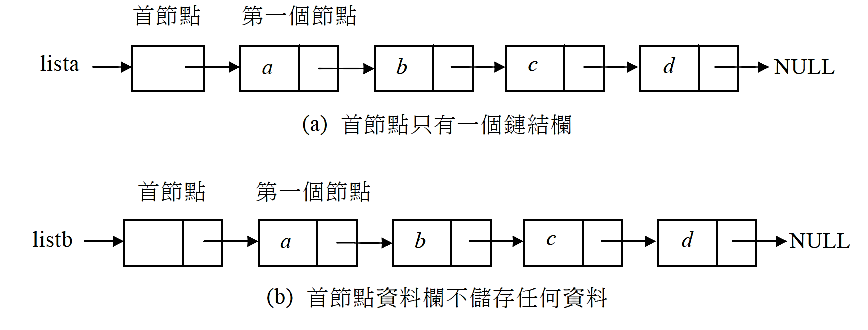 首節點 第一個節點
lista a b c d NULL
(a) 首節點只有一個鏈結欄
首節點 第一個節點
listb a b c d NULL
(b) 首節點資料欄不儲存任何資料